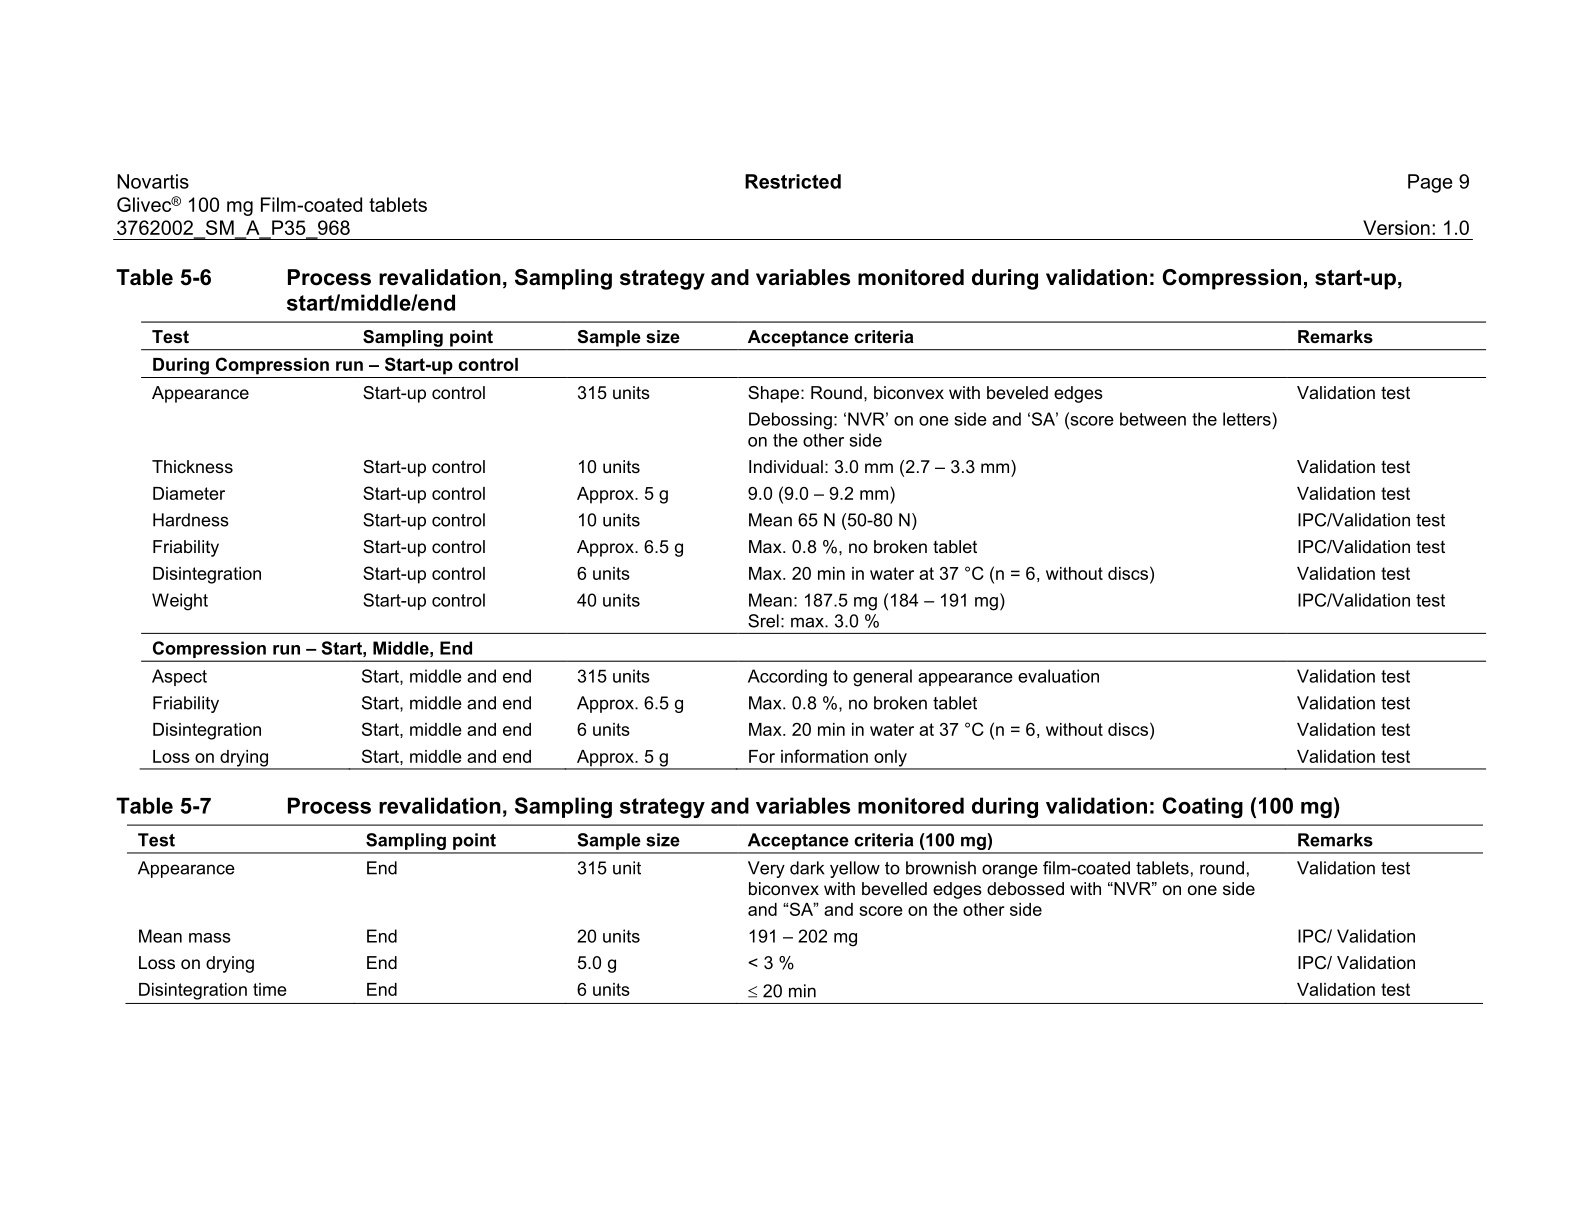 Novartis Restricted Page 9
Glivec® 100 mg Film-coated tablets
3762002_SM_A_P35_968 Version: 1.0
Table 5-6 Process revalidation, Sampling strategy and variables monitored during validation: Compression, start-up,
start/middle/end
Test Sampling point Sample size Acceptance criteria Remarks
During Compression run – Start-up control
Appearance Start-up control 315 units Shape: Round, biconvex with beveled edges Validation test
Debossing: ‘NVR’ on one side and ‘SA’ (score between the letters)
on the other side
Thickness Start-up control 10 units Individual: 3.0 mm (2.7 – 3.3 mm) Validation test
Diameter Start-up control Approx. 5 g 9.0 (9.0 – 9.2 mm) Validation test
Hardness Start-up control 10 units Mean 65 N (50-80 N) IPC/Validation test
Friability Start-up control Approx. 6.5 g Max. 0.8 %, no broken tablet IPC/Validation test
Disintegration Start-up control 6 units Max. 20 min in water at 37 °C (n = 6, without discs) Validation test
Weight Start-up control 40 units Mean: 187.5 mg (184 – 191 mg) IPC/Validation test
Srel: max. 3.0 %
Compression run – Start, Middle, End
Aspect Start, middle and end 315 units According to general appearance evaluation Validation test
Friability Start, middle and end Approx. 6.5 g Max. 0.8 %, no broken tablet Validation test
Disintegration Start, middle and end 6 units Max. 20 min in water at 37 °C (n = 6, without discs) Validation test
Loss on drying Start, middle and end Approx. 5 g For information only Validation test
Table 5-7 Process revalidation, Sampling strategy and variables monitored during validation: Coating (100 mg)
Test Sampling point Sample size Acceptance criteria (100 mg) Remarks
Appearance End 315 unit Very dark yellow to brownish orange film-coated tablets, round, Validation test
biconvex with bevelled edges debossed with “NVR” on one side
and “SA” and score on the other side
Mean mass End 20 units 191 – 202 mg IPC/ Validation
Loss on drying End 5.0 g < 3 % IPC/ Validation
Disintegration time End 6 units ≤ 20 min Validation test